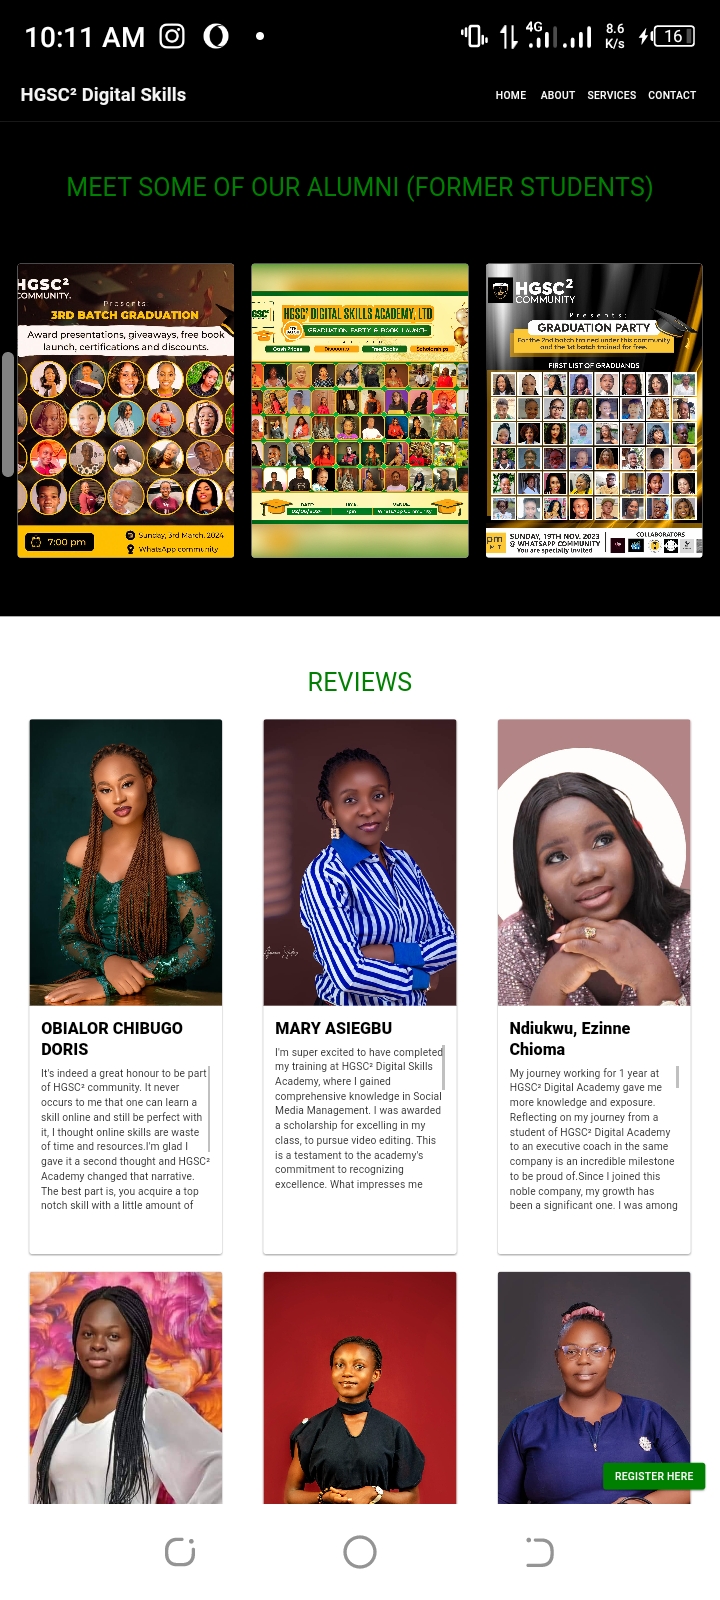 10:11 AM
4G
8.6
K/s
16
HGSC² Digital Skills
HOME ABOUT SERVICES CONTACT
MEET SOME OF OUR ALUMNI (FORMER STUDENTS)
HGSC²
COMMUNITY.
Presents
3RD BATCH GRADUATION
Award presentations, giveaways, free book
launch, certifications and discounts.
7:00 pm
Sunday, 3rd March, 2024
WhatsApp community
HGSC² DIGITAL SKILLS ACADEMY, LTD
GRADUATION PARTY & BOOK LAUNCH
Cash Prizes
Discounts
Free Books
Scholarships
7pm
WhatsApp Community
HGSC²
COMMUNITY
Presents:
GRADUATION PARTY
For the 2nd batch trained under this community
and the 1st batch trained for free.
FIRST LIST OF GRADUANDS
pm
SUNDAY, 19TH NOV. 2023
@ WHATSAPP COMMUNITY
You are specially invited
COLLABORATORS
REVIEWS
OBIALOR CHIBUGO
DORIS
It's indeed a great honour to be part
of HGSC² community. It never
occurs to me that one can learn a
skill online and still be perfect with
it, I thought online skills are waste
of time and resources.I'm glad I
gave it a second thought and HGSC²
Academy changed that narrative.
The best part is, you acquire a top
notch skill with a little amount of
MARY ASIEGBU
I'm super excited to have completed
my training at HGSC² Digital Skills
Academy, where I gained
comprehensive knowledge in Social
Media Management. I was awarded
a scholarship for excelling in my
class, to pursue video editing. This
is a testament to the academy's
commitment to recognizing
excellence. What impresses me
Ndiukwu, Ezinne
Chioma
My journey working for 1 year at
HGSC² Digital Academy gave me
more knowledge and exposure.
Reflecting on my journey from a
student of HGSC² Digital Academy
to an executive coach in the same
company is an incredible milestone
to be proud of.Since I joined this
noble company, my growth has
been a significant one. I was among
REGISTER HERE